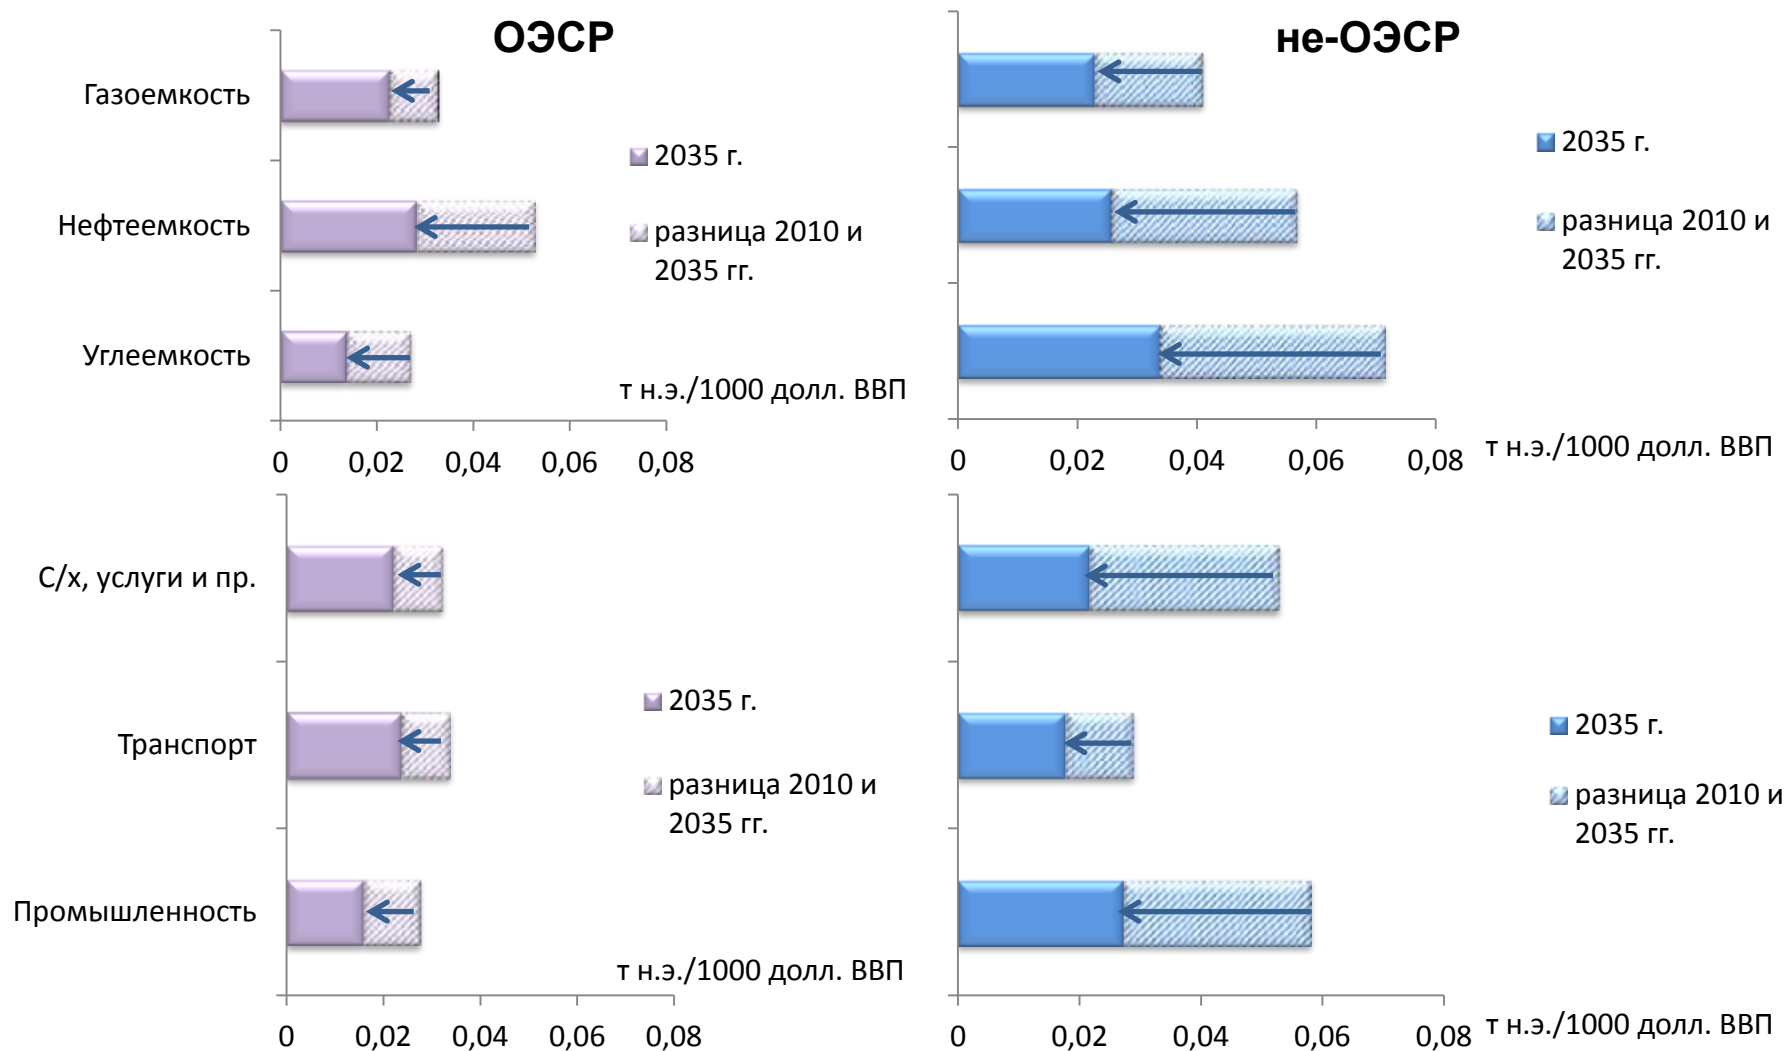 ОЭСР
Газоемкость
Нефтеемкость
Углеемкость
2035 г.
разница 2010 и
2035 гг.
т н.э./1000 долл. ВВП
0 0,02 0,04 0,06 0,08
не-ОЭСР
2035 г.
разница 2010 и
2035 гг.
т н.э./1000 долл. ВВП
0 0,02 0,04 0,06 0,08
С/х, услуги и пр.
Транспорт
Промышленность
2035 г.
разница 2010 и
2035 гг.
т н.э./1000 долл. ВВП
0 0,02 0,04 0,06 0,08
2035 г.
разница 2010 и
2035 гг.
т н.э./1000 долл. ВВП
0 0,02 0,04 0,06 0,08